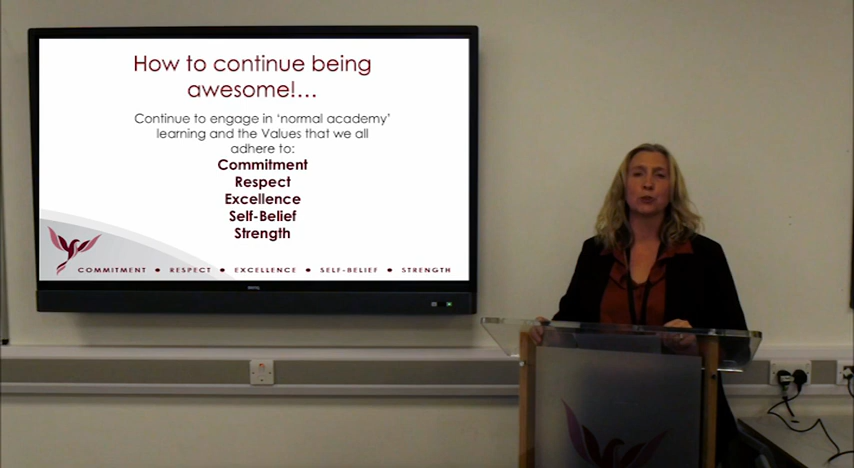 How to continue being
awesome!...
Continue to engage in ‘normal academy’
learning and the Values that we all
adhere to:
Commitment
Respect
Excellence
Self-Belief
Strength
COMMITMENT • RESPECT • EXCELLENCE • SELF-BELIEF • STRENGTH
BENQ